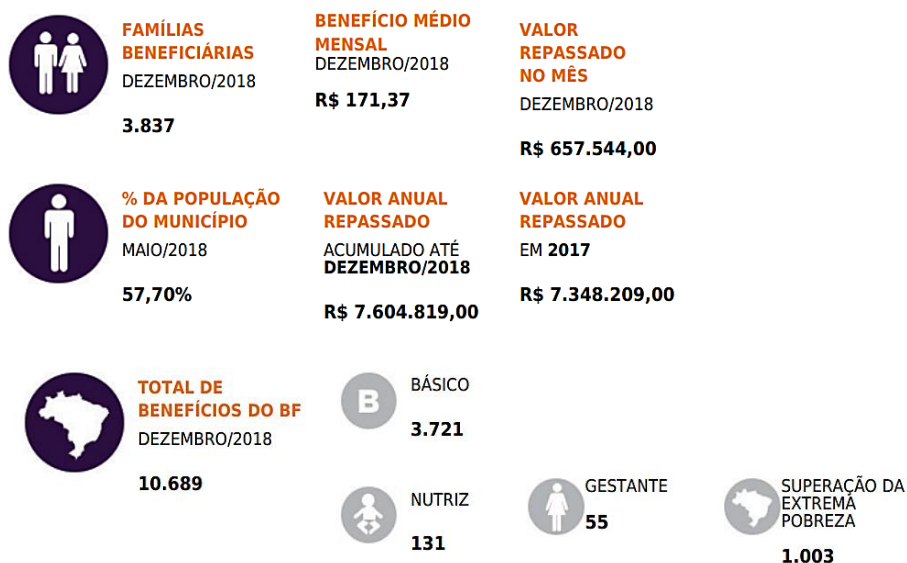 FAMÍLIAS
BENEFICIÁRIAS
DEZEMBRO/2018
3.837
BENEFÍCIO MÉDIO
MENSAL
DEZEMBRO/2018
R$ 171,37
VALOR
REPASSADO
NO MÊS
DEZEMBRO/2018
R$ 657.544,00
% DA POPULAÇÃO
DO MUNICÍPIO
MAIO/2018
57,70%
VALOR ANUAL
REPASSADO
ACUMULADO ATÉ
DEZEMBRO/2018
R$ 7.604.819,00
VALOR ANUAL
REPASSADO
EM 2017
R$ 7.348.209,00
TOTAL DE
BENEFÍCIOS DO BF
DEZEMBRO/2018
10.689
B
BÁSICO
3.721
NUTRIZ
131
GESTANTE
55
SUPERAÇÃO DA
EXTREMA
POBREZA
1.003